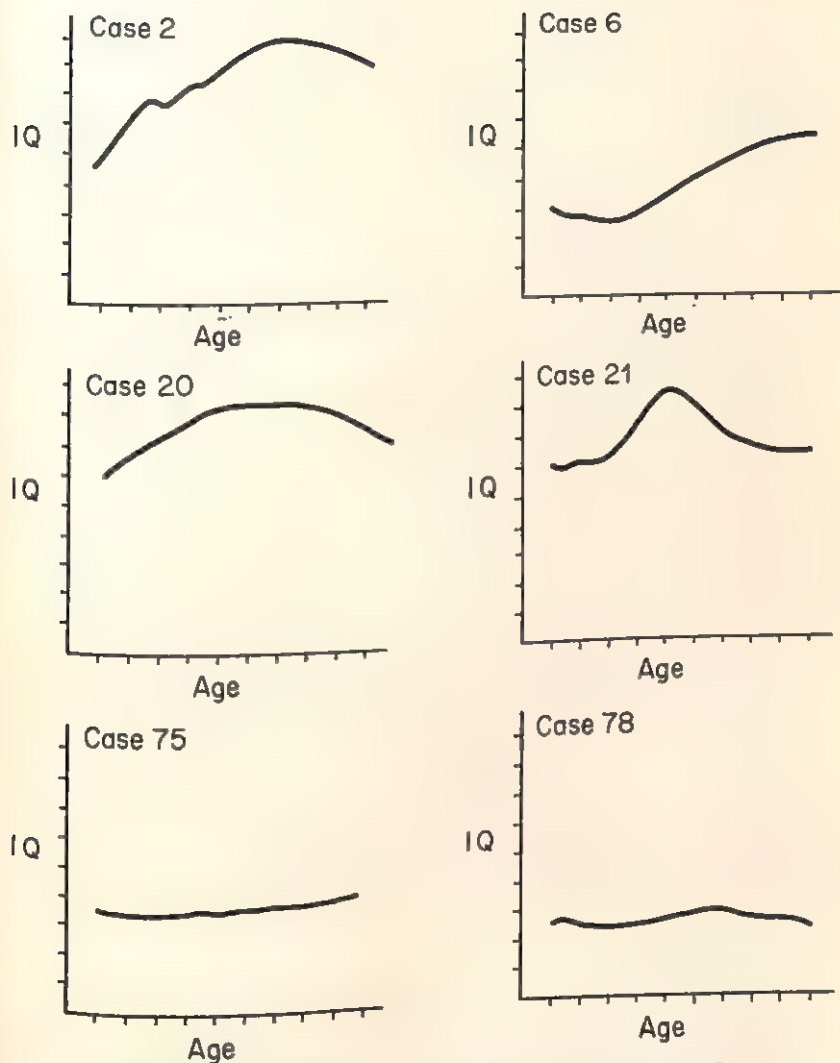 Case 2
IQ
Age
Case 6
IQ
Age
Case 20
IQ
Age
Case 21
IQ
Age
Case 75
IQ
Age
Case 78
IQ
Age